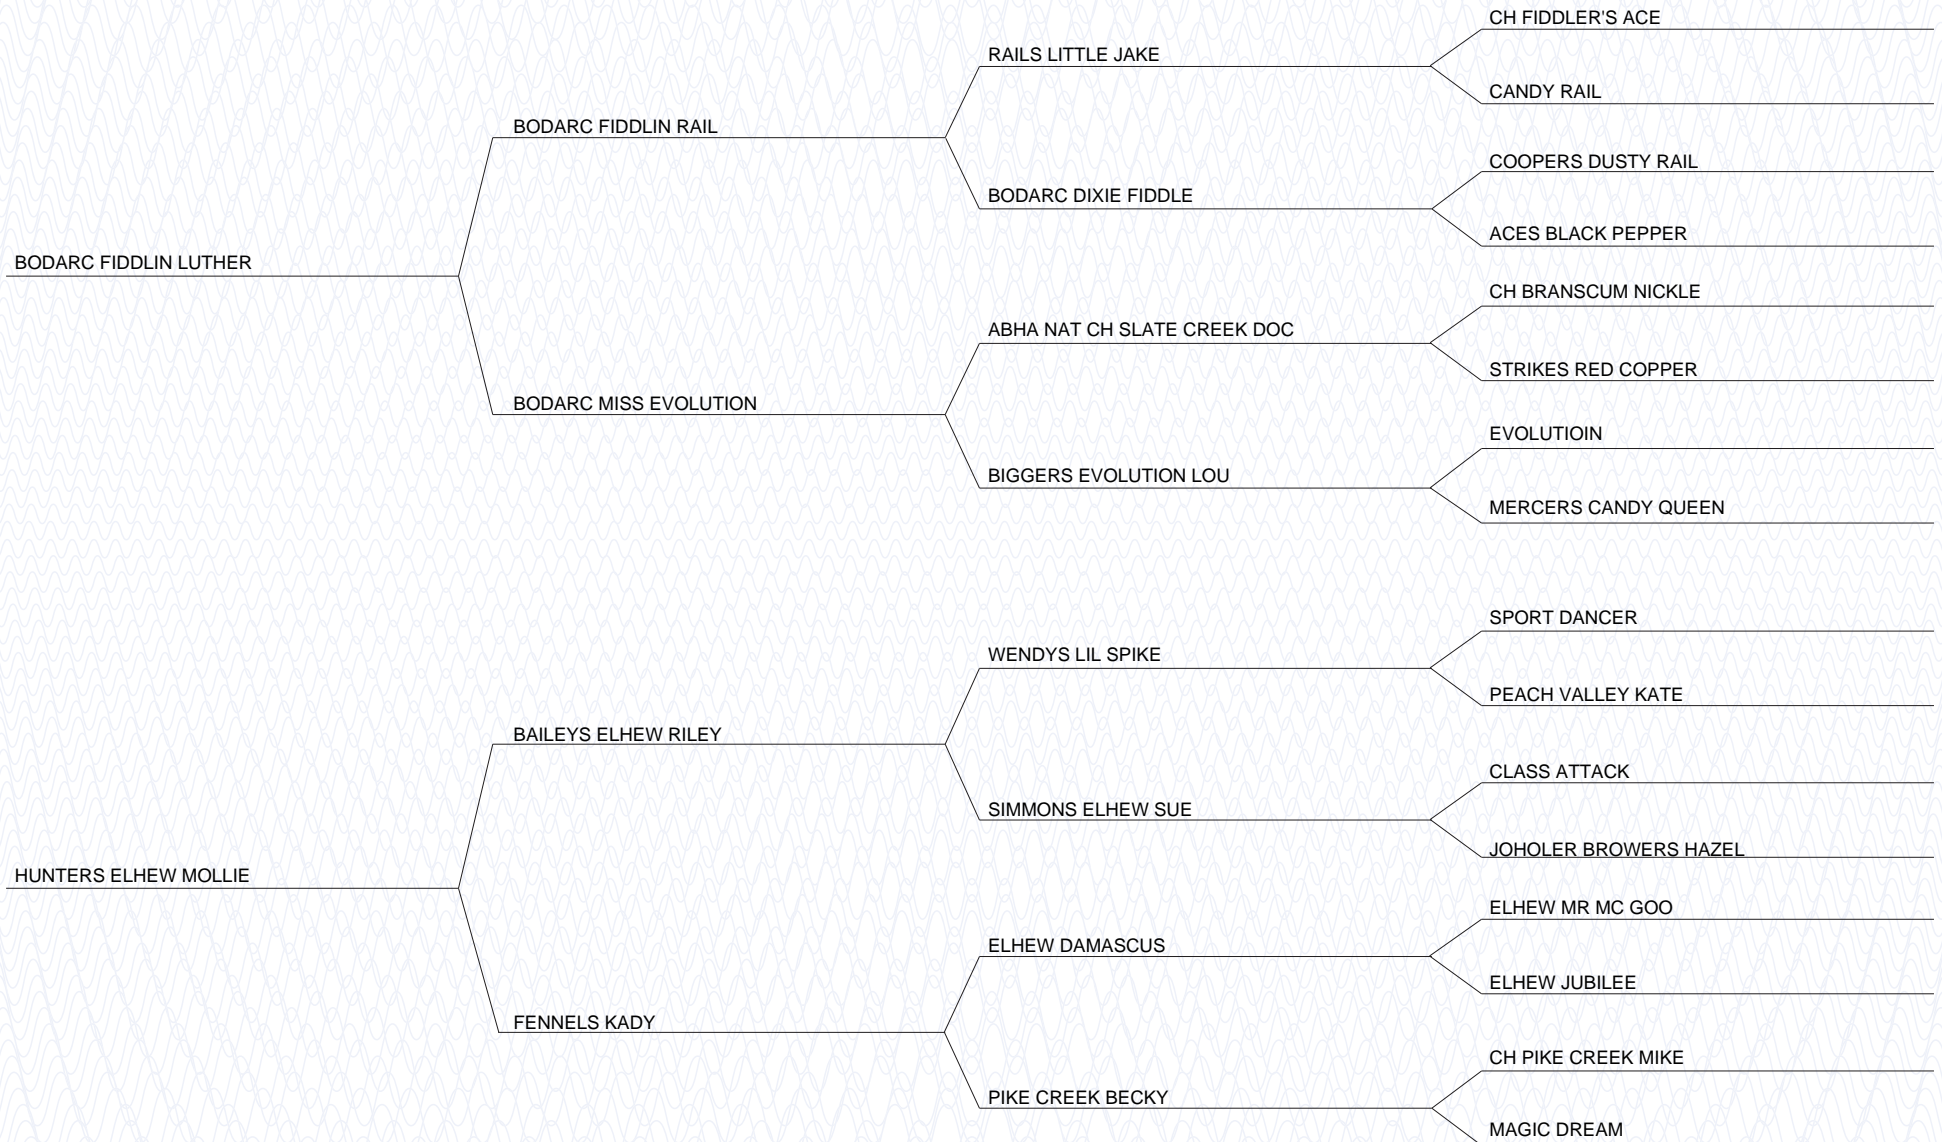 CH FIDDLER'S ACE
RAILS LITTLE JAKE
CANDY RAIL
BODARC FIDDLIN RAIL
COOPERS DUSTY RAIL
BODARC DIXIE FIDDLE
ACES BLACK PEPPER
BODARC FIDDLIN LUTHER
CH BRANSCUM NICKLE
ABHA NAT CH SLATE CREEK DOC
STRIKES RED COPPER
BODARC MISS EVOLUTION
EVOLUTIOIN
BIGGERS EVOLUTION LOU
MERCERS CANDY QUEEN
SPORT DANCER
WENDYS LIL SPIKE
PEACH VALLEY KATE
BAILEYS ELHEW RILEY
CLASS ATTACK
SIMMONS ELHEW SUE
JOHOLER BROWERS HAZEL
HUNTERS ELHEW MOLLIE
ELHEW MR MC GOO
ELHEW DAMASCUS
ELHEW JUBILEE
FENNELS KADY
CH PIKE CREEK MIKE
PIKE CREEK BECKY
MAGIC DREAM